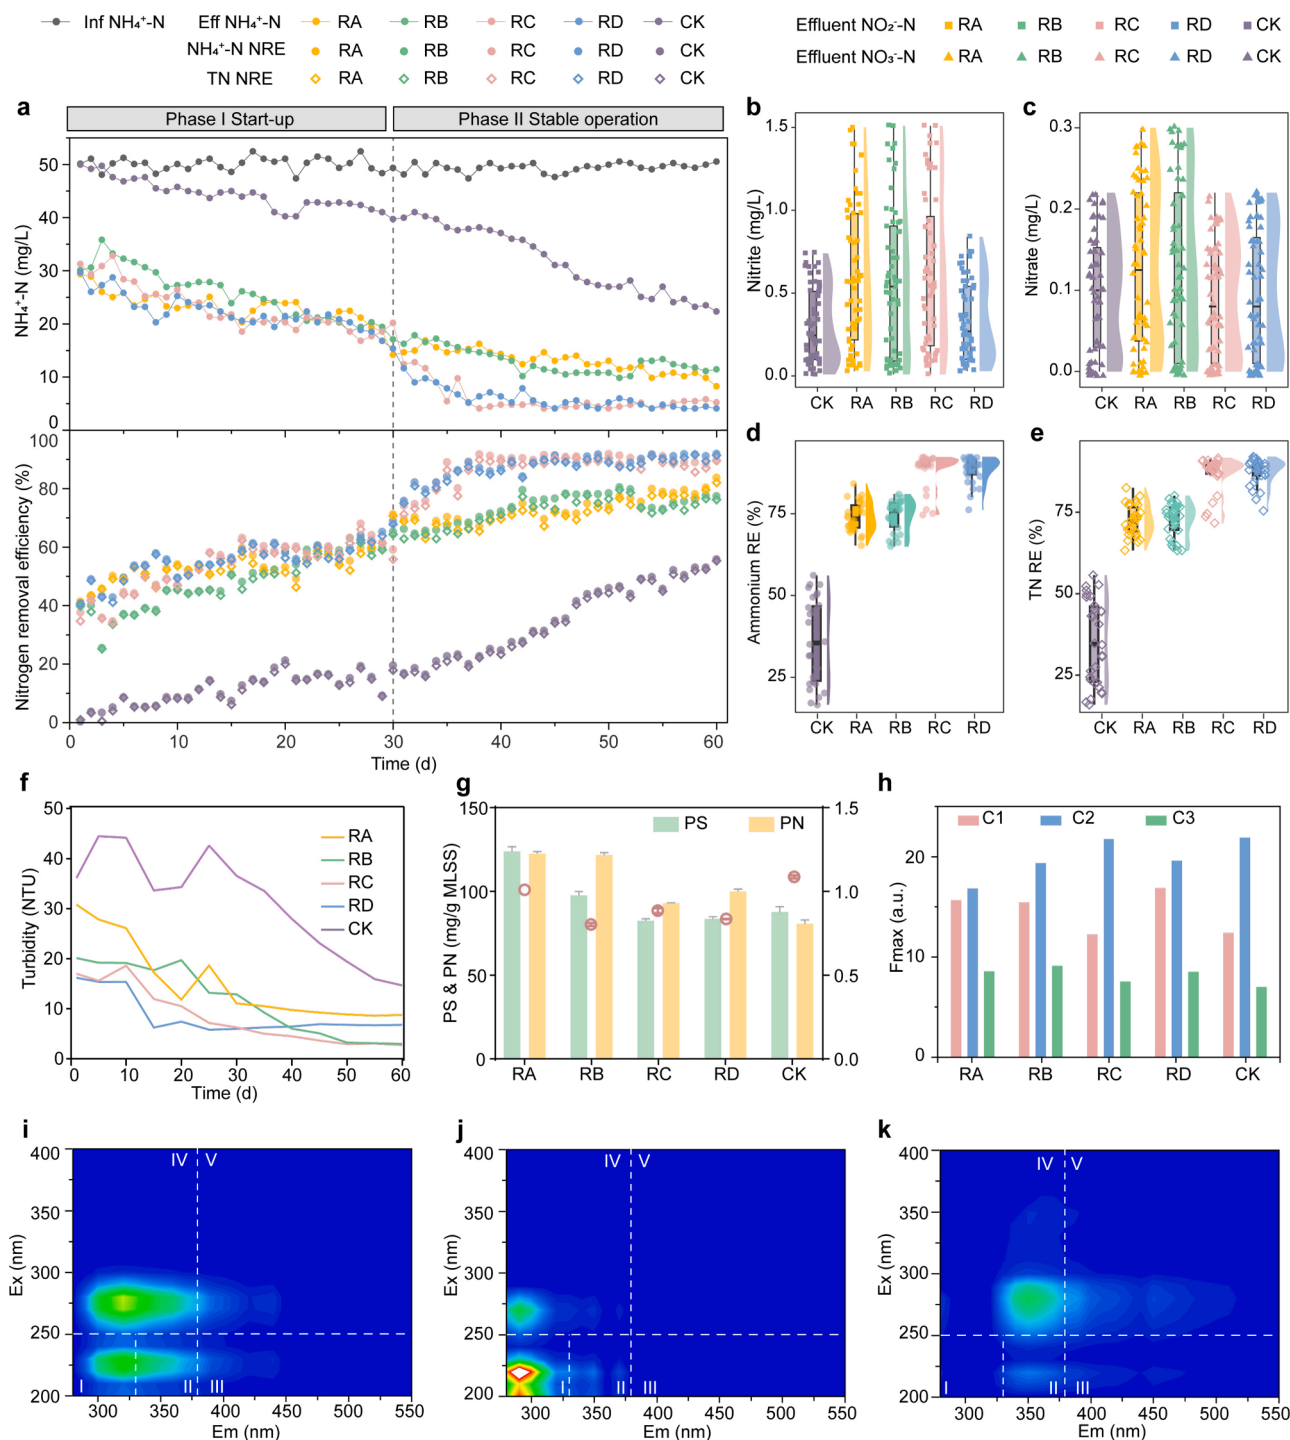 Inf NH₄⁺-N Eff NH₄⁺-N RA RB RC RD CK
NH₄⁺-N NRE RA RB RC RD CK
TN NRE RA RB RC RD CK
Effluent NO₂⁻-N RA RB RC RD CK
Effluent NO₃⁻-N RA RB RC RD CK
a
Phase I Start-up Phase II Stable operation
NH₄⁺-N (mg/L)
50
40
30
20
10
0
Nitrogen removal efficiency (%)
100
80
60
40
20
0
0 10 20 30 40 50 60
Time (d)
b
Nitrite (mg/L)
1.5
1.0
0.5
0.0
CK RA RB RC RD
c
Nitrate (mg/L)
0.3
0.2
0.1
0.0
CK RA RB RC RD
d
Ammonium RE (%)
75
50
25
CK RA RB RC RD
e
TN RE (%)
75
50
25
CK RA RB RC RD
f
Turbidity (NTU)
50
40
30
20
10
0
RA
RB
RC
RD
CK
0 10 20 30 40 50 60
Time (d)
g
PS & PN (mg/g MLSS)
150
100
50
0
PS PN
1.5
1.0
0.5
0.0
RA RB RC RD CK
h
Fmax (a.u.)
C1 C2 C3
20
10
0
RA RB RC RD CK
i
Ex (nm)
400
350
300
250
200
IV V
I II III
300 350 400 450 500 550
Em (nm)
j
Ex (nm)
400
350
300
250
200
IV V
I II III
300 350 400 450 500 550
Em (nm)
k
Ex (nm)
400
350
300
250
200
IV V
I II III
300 350 400 450 500 550
Em (nm)